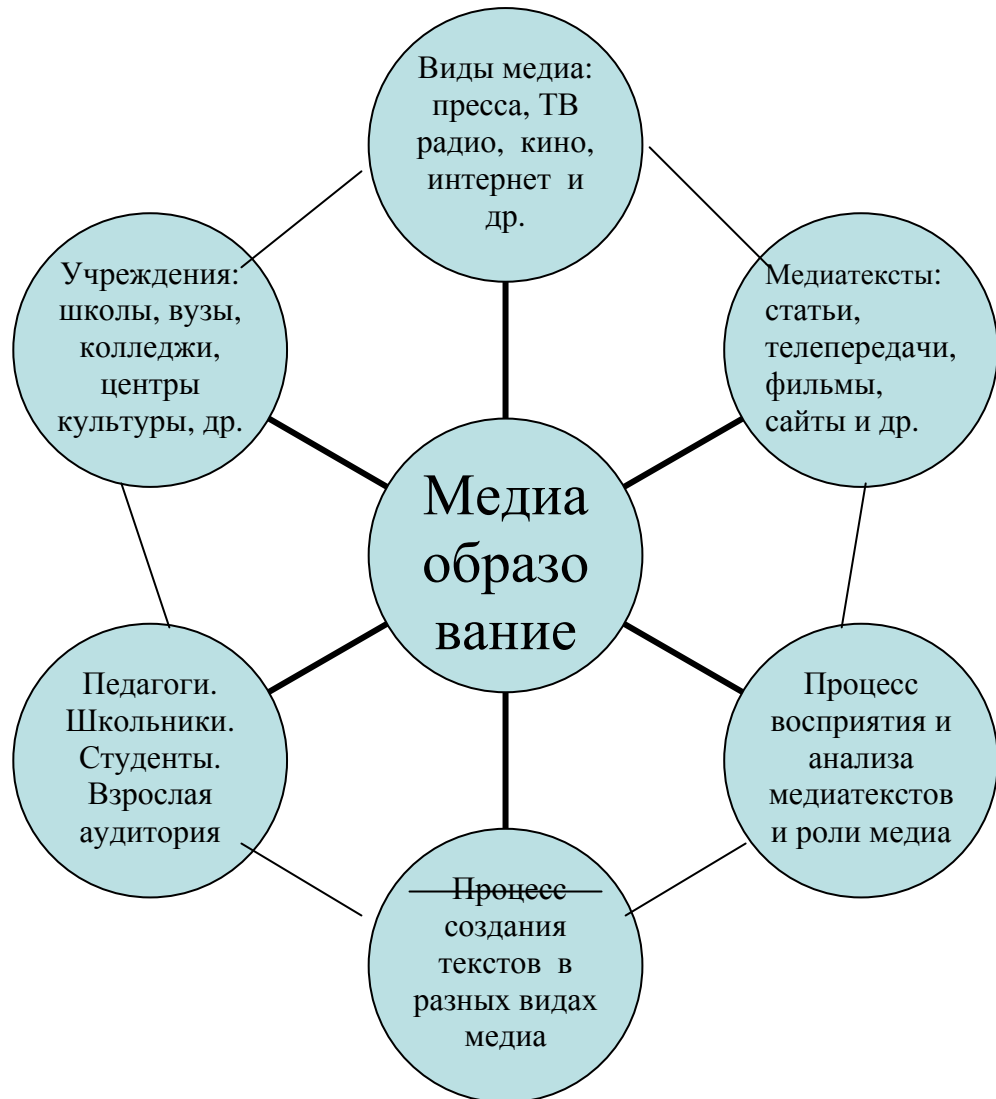 Виды медиа:
пресса, ТВ
радио, кино,
интернет и
др.
Учреждения:
школы, вузы,
колледжи,
центры
культуры, др.
Медиатексты:
статьи,
телепередачи,
фильмы,
сайты и др.
Медиа
образо
вание
Педагоги.
Школьники.
Студенты.
Взрослая
аудитория
Процесс
восприятия и
анализа
медиатекстов
и роли медиа
Процесс
создания
текстов в
разных видах
медиа